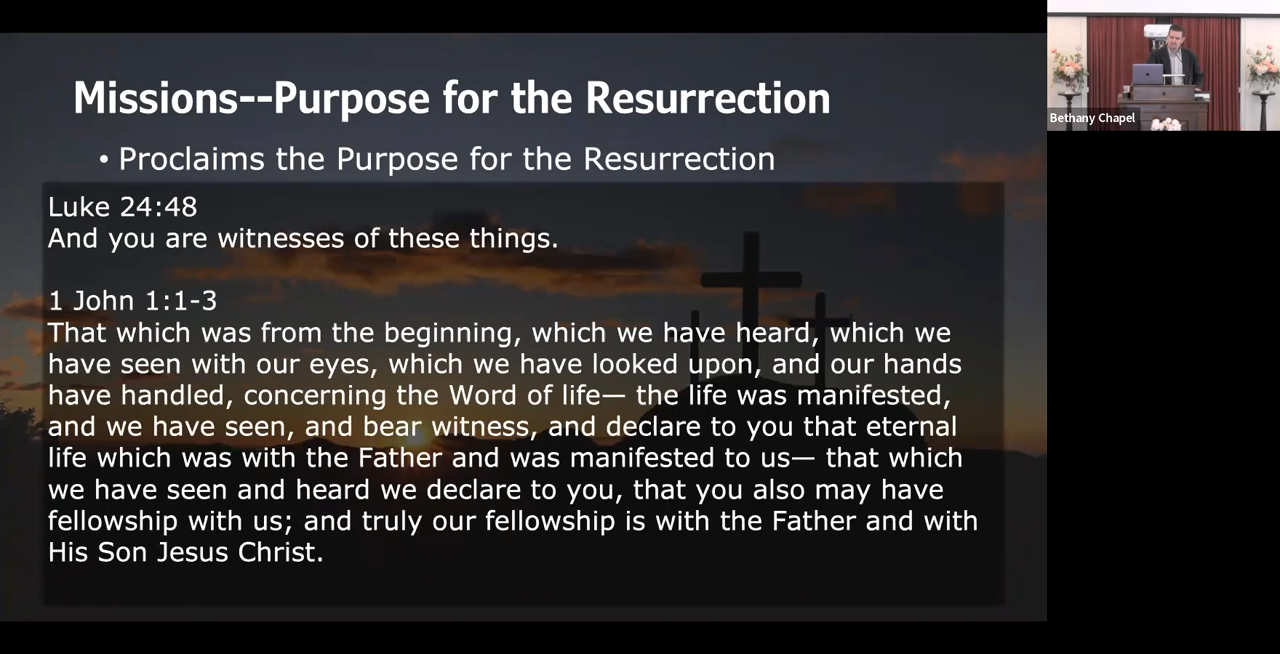 Missions--Purpose for the Resurrection
• Proclaims the Purpose for the Resurrection
Luke 24:48
And you are witnesses of these things.
1 John 1:1-3
That which was from the beginning, which we have heard, which we
have seen with our eyes, which we have looked upon, and our hands
have handled, concerning the Word of life— the life was manifested,
and we have seen, and bear witness, and declare to you that eternal
life which was with the Father and was manifested to us— that which
we have seen and heard we declare to you, that you also may have
fellowship with us; and truly our fellowship is with the Father and with
His Son Jesus Christ.
Bethany Chapel